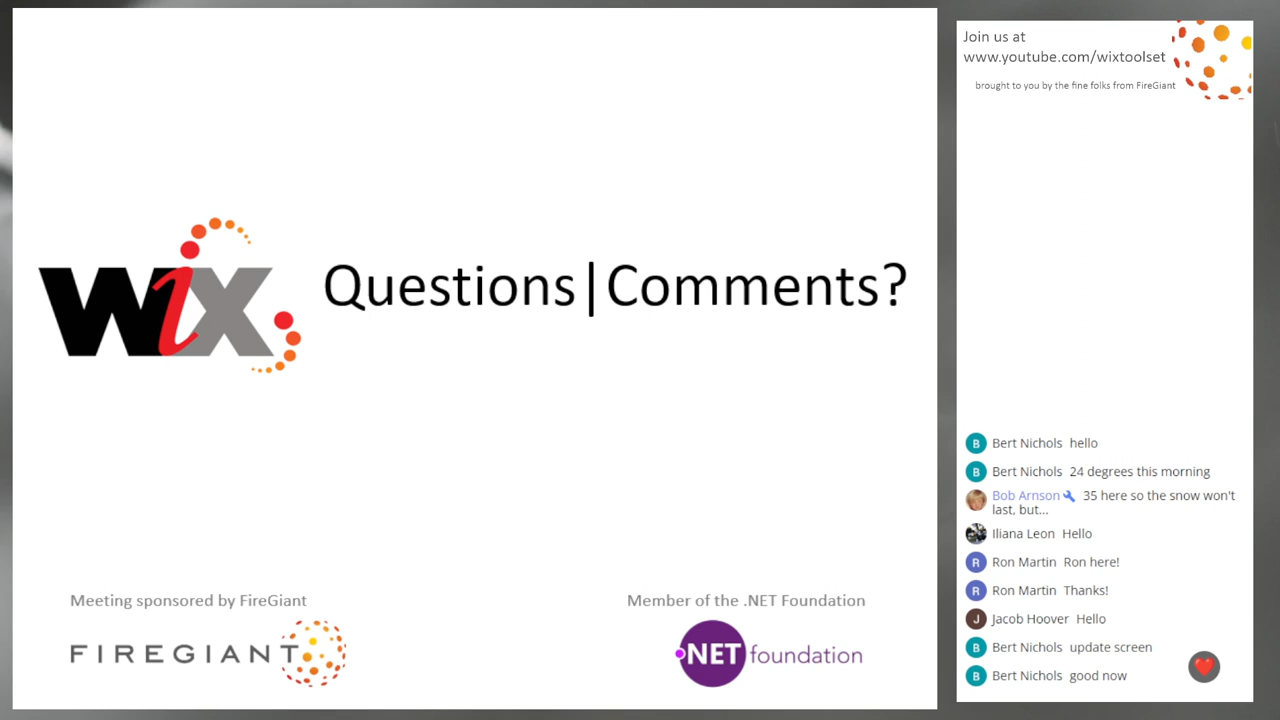 WiX
Questions|Comments?
Meeting sponsored by FireGiant
FIREGIANT
Member of the .NET Foundation
.NET foundation
Join us at
www.youtube.com/wixtoolset
brought to you by the fine folks from FireGiant
B Bert Nichols hello
B Bert Nichols 24 degrees this morning
Bob Arnson 35 here so the snow won't
last, but...
Iliana Leon Hello
R Ron Martin Ron here!
R Ron Martin Thanks!
J Jacob Hoover Hello
B Bert Nichols update screen
B Bert Nichols good now